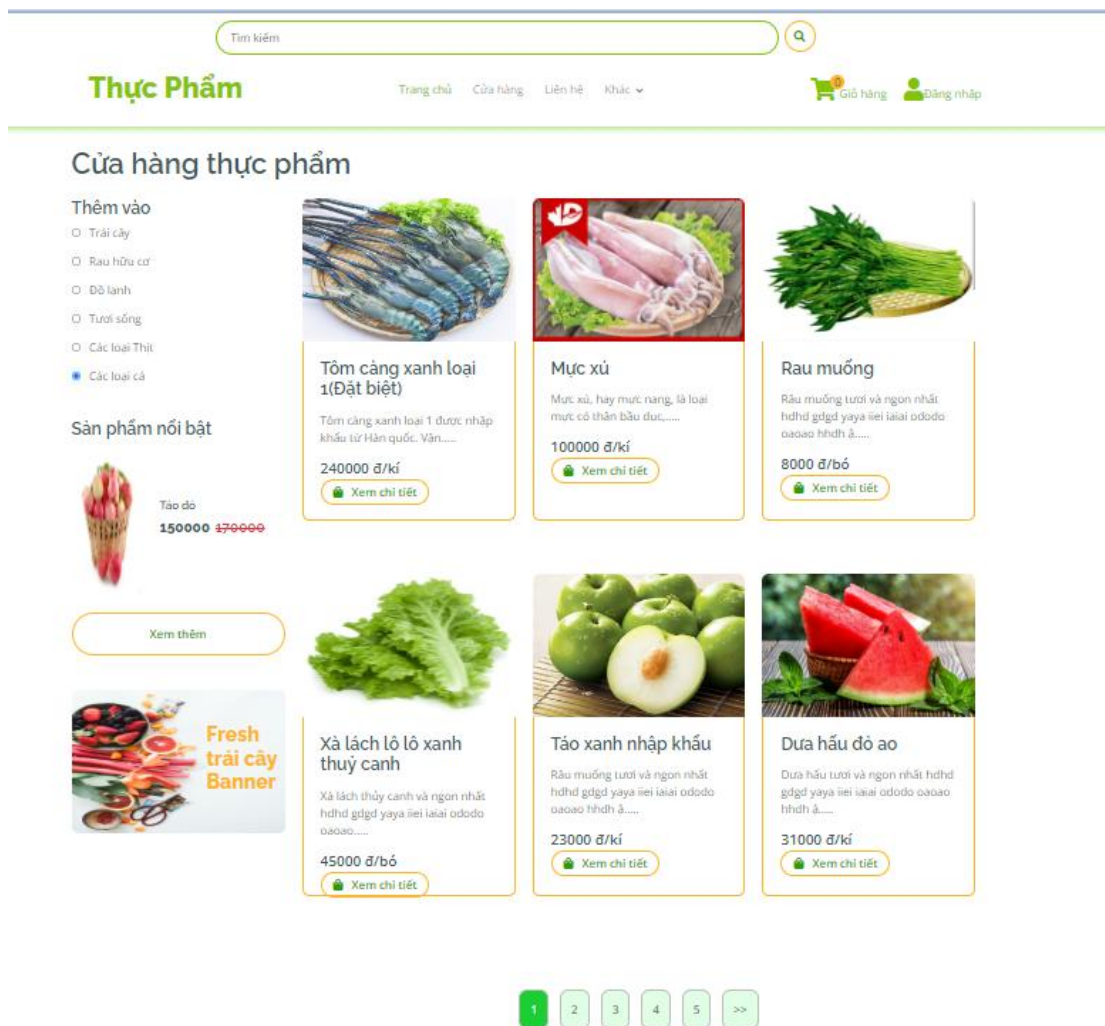 Tìm kiếm
Thực Phẩm
Trang chủ Cửa hàng Liên hệ Khác
0
Giỏ hàng
Đăng nhập
Cửa hàng thực phẩm
Thêm vào
Trái cây
Rau hữu cơ
Đồ lạnh
Tươi sống
Các loại Thịt
Các loại cá
Sản phẩm nổi bật
Táo đỏ
150000 170000
Xem thêm
Fresh
trái cây
Banner
Tôm càng xanh loại
1(Đặt biệt)
Tôm càng xanh loại 1 được nhập
khẩu từ Hàn quốc. Vận.....
240000 đ/kí
Xem chi tiết
Mực xú
Mực xú, hay mực nang, là loại
mực có thân bầu dục,.....
100000 đ/kí
Xem chi tiết
Rau muống
Râu muống tươi và ngon nhất
hdhd gdgd yaya iiei iaiai ododo
oaoao hhdh â.....
8000 đ/bó
Xem chi tiết
Xà lách lô lô xanh
thuỷ canh
Xà lách thủy canh và ngon nhất
hdhd gdgd yaya iiei iaiai ododo
oaoao.....
45000 đ/bó
Xem chi tiết
Táo xanh nhập khẩu
Râu muống tươi và ngon nhất
hdhd gdgd yaya iiei iaiai ododo
oaoao hhdh â.....
23000 đ/kí
Xem chi tiết
Dưa hấu đỏ ao
Dưa hấu tươi và ngon nhất hdhd
gdgd yaya iiei iaiai ododo oaoao
hhdh â.....
31000 đ/kí
Xem chi tiết
1 2 3 4 5 >>